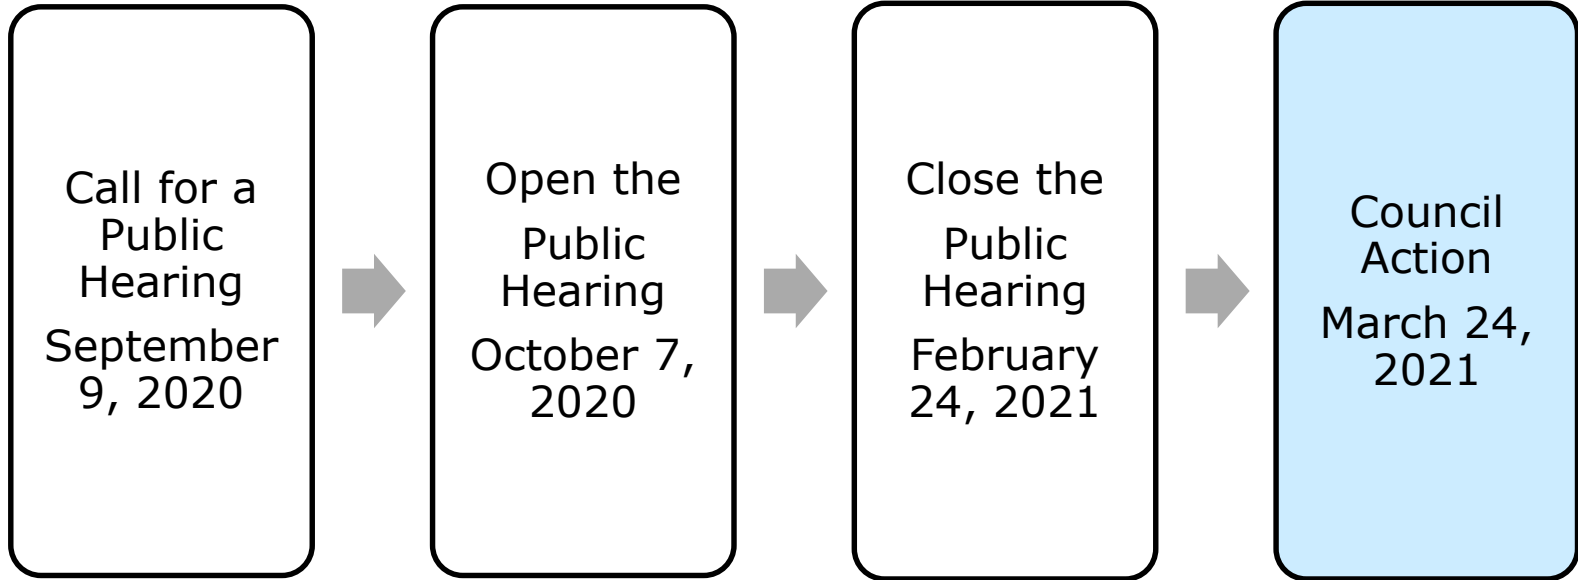 Call for a
Public
Hearing
September
9, 2020
Open the
Public
Hearing
October 7,
2020
Close the
Public
Hearing
February
24, 2021
Council
Action
March 24,
2021